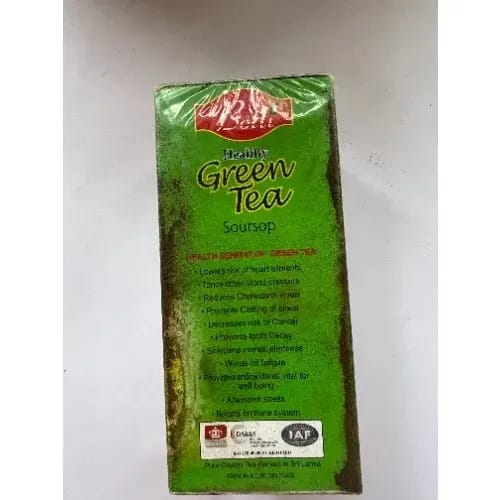 Healthy
Green
Tea
Soursop
HEALTH BENEFIT OF GREEN TEA
• Lowers risk of heart ailments
• Tones down blood pressure
• Reduces Cholesterol level
• Prevents Clotting of blood
• Decreases risk of Cancer
• Prevents tooth Decay
• Sharpens mental alertness
• Wards off fatigue
• Provides antioxidants vital for
well being
• Alleviates stress
• Boosts immune system
IAF
Pure Ceylon Tea Packed in Sri Lanka